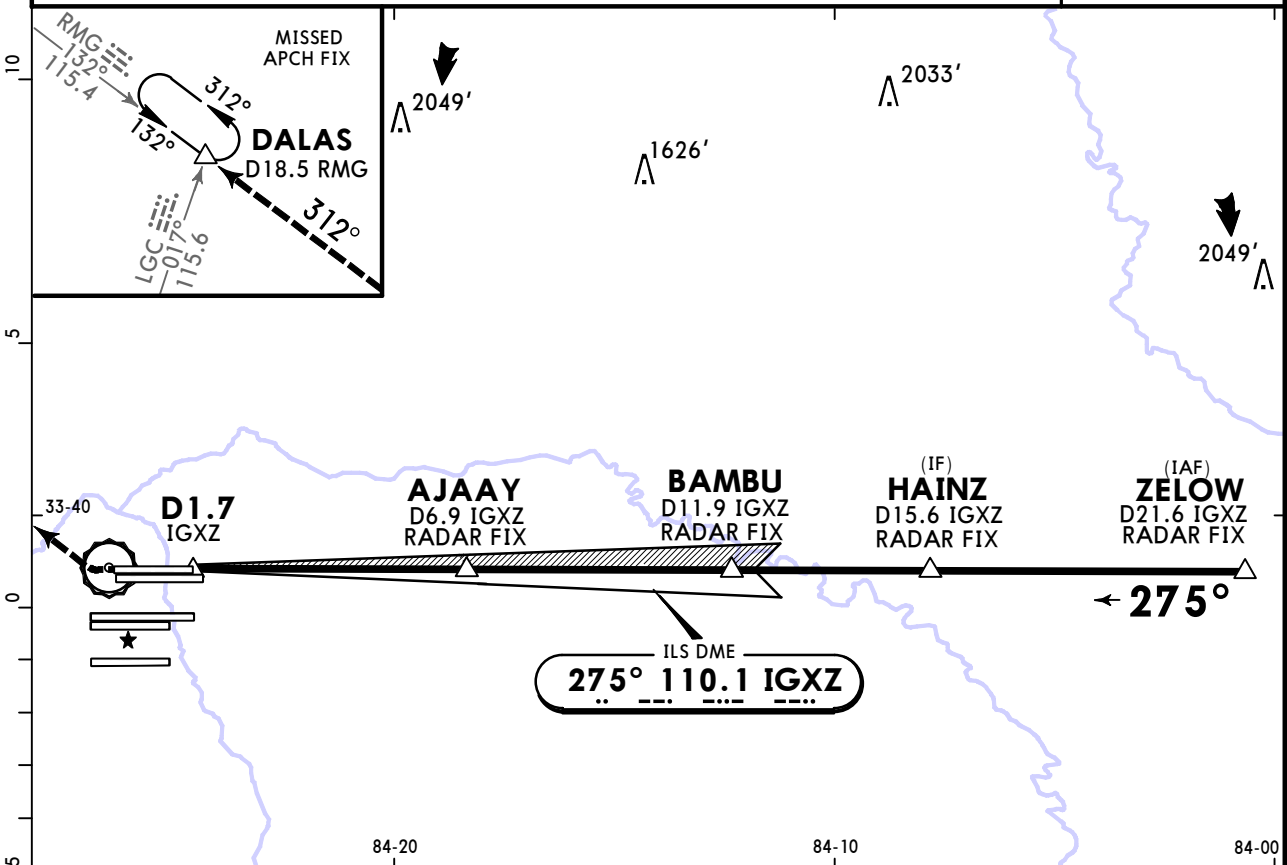 10
5
0
5
RMG
132°
115.4
MISSED
APCH FIX
312°
132°
DALAS
D18.5 RMG
LGC
017°
115.6
312°
2049'
1626'
2033'
2049'
33-40
D1.7
IGXZ
AJAAY
D6.9 IGXZ
RADAR FIX
BAMBU
D11.9 IGXZ
RADAR FIX
(IF)
HAINZ
D15.6 IGXZ
RADAR FIX
(IAF)
ZELOW
D21.6 IGXZ
RADAR FIX
275°
ILS DME
275° 110.1 IGXZ
84-20
84-10
84-00